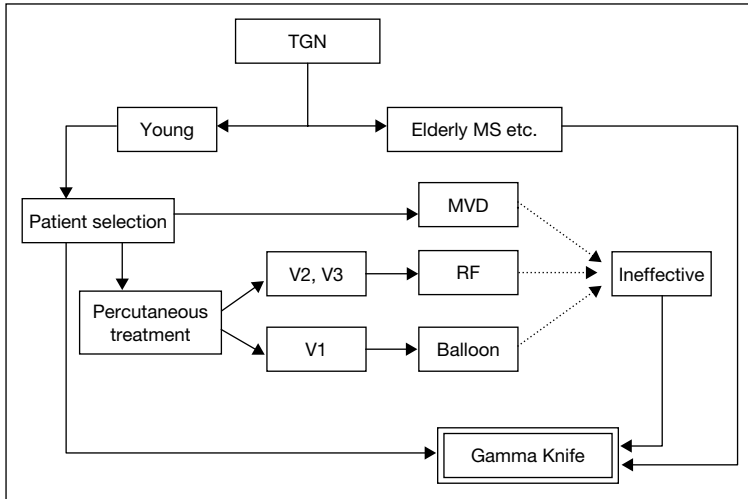 TGN
Young
Elderly MS etc.
Patient selection
MVD
V2, V3
RF
Ineffective
Percutaneous
treatment
V1
Balloon
Gamma Knife